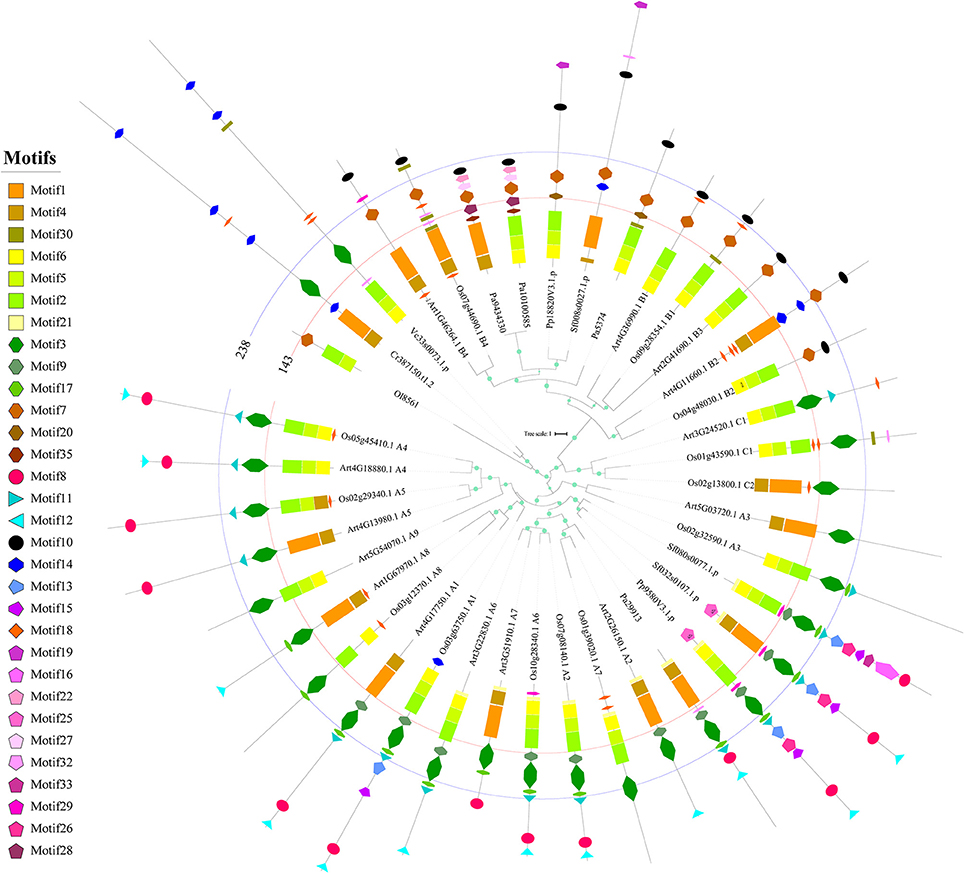 Motifs
Motif1
Motif4
Motif30
Motif6
Motif5
Motif2
Motif21
Motif3
Motif9
Motif17
Motif7
Motif20
Motif35
Motif8
Motif11
Motif12
Motif10
Motif14
Motif13
Motif15
Motif18
Motif19
Motif16
Motif22
Motif25
Motif27
Motif32
Motif33
Motif29
Motif26
Motif28
238
143
Tree scale: 1
Ol8561
Cr387150.t1.2
Vc33s0073.1.p
Art1G46264.1 B4
Os07g44690.1 B4
Pa9434330
Pa10100585
Pp18820V3.1.p
Sf008s0027.1.p
Pa5374
Art4G36990.1 B1
Os09g28354.1 B1
Art2G41690.1 B3
Art4G11660.1 B2
Os04g48030.1 B2
Art3G24520.1 C1
Os01g43590.1 C1
Os02g13800.1 C2
Art5G03720.1 A3
Os02g32590.1 A3
Sf080s0077.1.p
Sf032s0107.1.p
Pp9580V3.1.p
Pa29913
Art2G26150.1 A2
Os01g39020.1 A7
Os07g08140.1 A2
Os10g28340.1 A6
Art3G51910.1 A7
Art3G22830.1 A6
Os03g63750.1 A1
Art4G17750.1 A1
Os03g12370.1 A8
Art1G67970.1 A8
Art5G54070.1 A9
Art4G13980.1 A5
Os02g29340.1 A5
Art4G18880.1 A4
Os05g45410.1 A4